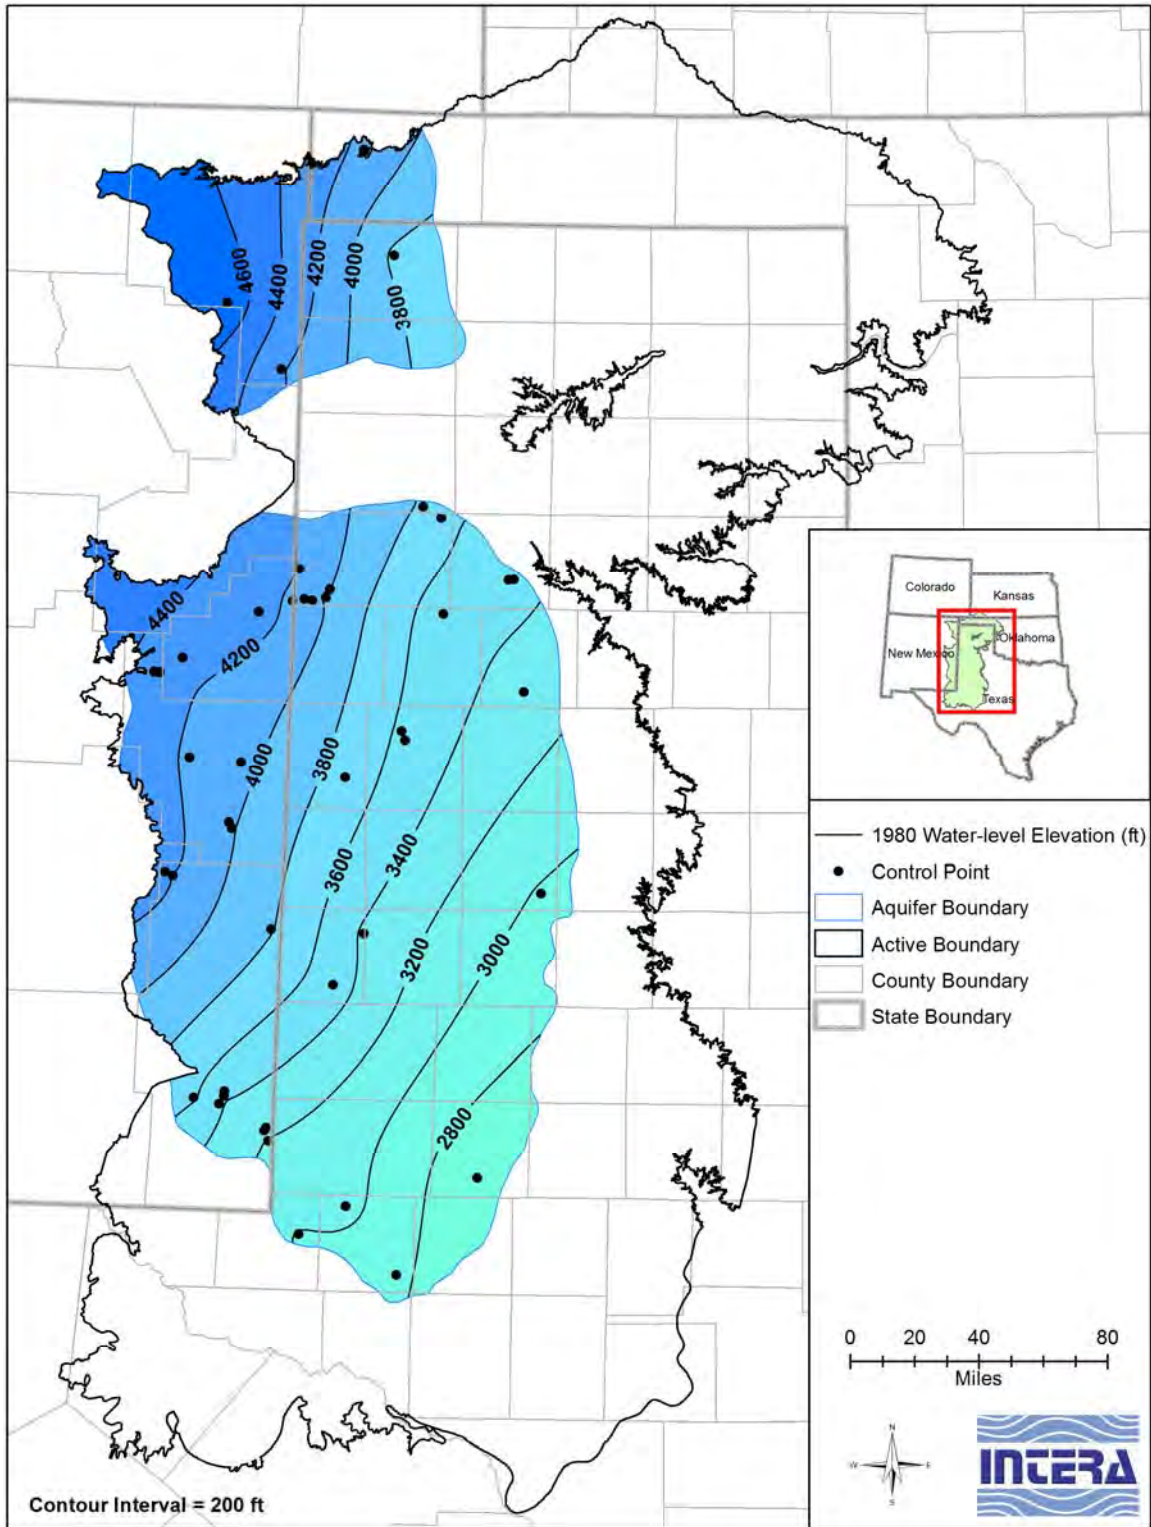 4600
4400
4200
4000
3800
4400
4200
4000
3800
3600
3400
3200
3000
2800
Colorado
Kansas
New Mexico
Oklahoma
Texas
1980 Water-level Elevation (ft)
Control Point
Aquifer Boundary
Active Boundary
County Boundary
State Boundary
0 20 40 80
Miles
N
W E
S
INTERA
Contour Interval = 200 ft